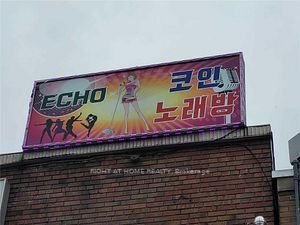 ECHO
코인
노래방
RIGHT AT HOME REALTY, Brokerage